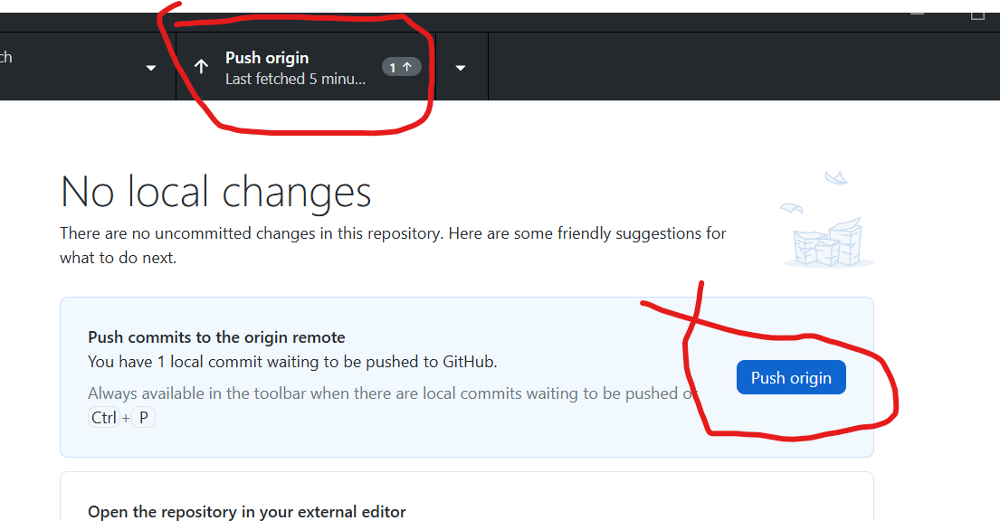 ch
Push origin
Last fetched 5 minu...
1
No local changes
There are no uncommitted changes in this repository. Here are some friendly suggestions for
what to do next.
Push commits to the origin remote
You have 1 local commit waiting to be pushed to GitHub.
Always available in the toolbar when there are local commits waiting to be pushed or
Ctrl + P
Push origin
Open the repository in your external editor